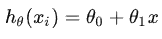 h_θ(x_i) = θ_0 + θ_1x